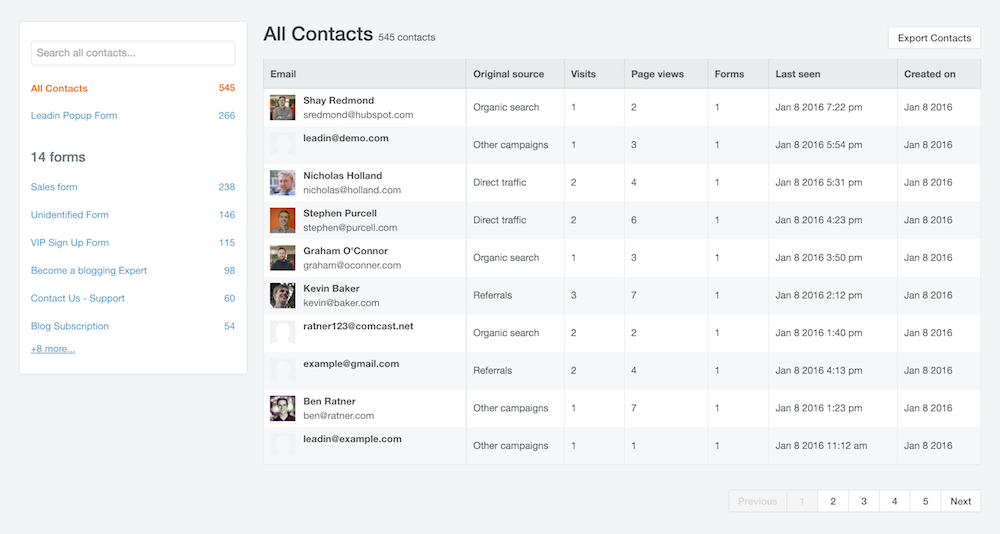 Search all contacts...
All Contacts 545
Leadin Popup Form 266
14 forms
Sales form 238
Unidentified Form 146
VIP Sign Up Form 115
Become a blogging Expert 98
Contact Us - Support 60
Blog Subscription 54
+8 more...
All Contacts 545 contacts
Export Contacts
Email Original source Visits Page views Forms Last seen Created on
Shay Redmond
sredmond@hubspot.com
Organic search 1 2 1 Jan 8 2016 7:22 pm Jan 8 2016
leadin@demo.com
Other campaigns 1 3 1 Jan 8 2016 5:54 pm Jan 8 2016
Nicholas Holland
nicholas@holland.com
Direct traffic 2 4 1 Jan 8 2016 5:31 pm Jan 8 2016
Stephen Purcell
stephen@purcell.com
Direct traffic 2 6 1 Jan 8 2016 4:23 pm Jan 8 2016
Graham O'Connor
graham@oconner.com
Organic search 1 3 1 Jan 8 2016 3:50 pm Jan 8 2016
Kevin Baker
kevin@baker.com
Referrals 3 7 1 Jan 8 2016 2:12 pm Jan 8 2016
ratner123@comcast.net
Organic search 2 2 1 Jan 8 2016 1:40 pm Jan 8 2016
example@gmail.com
Referrals 2 4 1 Jan 8 2016 4:13 pm Jan 8 2016
Ben Ratner
ben@ratner.com
Other campaigns 1 7 1 Jan 8 2016 1:23 pm Jan 8 2016
leadin@example.com
Other campaigns 1 1 1 Jan 8 2016 11:12 am Jan 8 2016
Previous 1 2 3 4 5 Next